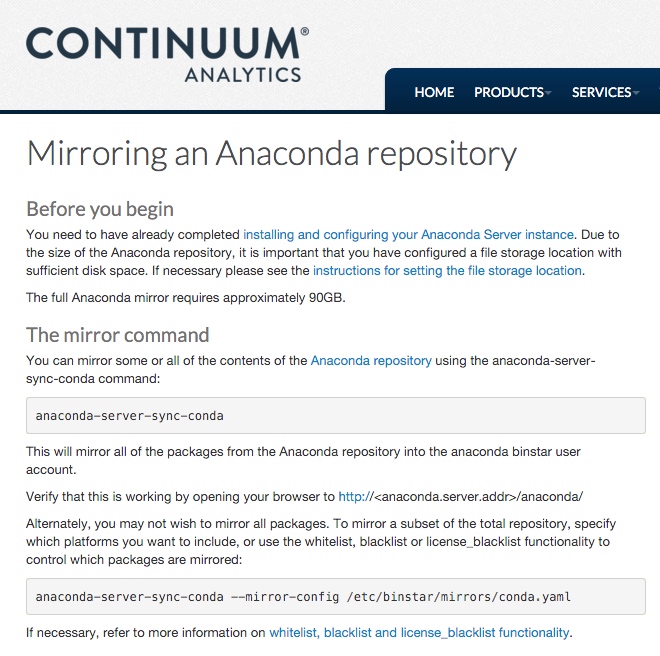 CONTINUUM®
ANALYTICS
HOME PRODUCTS SERVICES
Mirroring an Anaconda repository
Before you begin
You need to have already completed installing and configuring your Anaconda Server instance. Due to
the size of the Anaconda repository, it is important that you have configured a file storage location with
sufficient disk space. If necessary please see the instructions for setting the file storage location.
The full Anaconda mirror requires approximately 90GB.
The mirror command
You can mirror some or all of the contents of the Anaconda repository using the anaconda-server-
sync-conda command:
anaconda-server-sync-conda
This will mirror all of the packages from the Anaconda repository into the anaconda binstar user
account.
Verify that this is working by opening your browser to http://<anaconda.server.addr>/anaconda/
Alternately, you may not wish to mirror all packages. To mirror a subset of the total repository, specify
which platforms you want to include, or use the whitelist, blacklist or license_blacklist functionality to
control which packages are mirrored:
anaconda-server-sync-conda --mirror-config /etc/binstar/mirrors/conda.yaml
If necessary, refer to more information on whitelist, blacklist and license_blacklist functionality.